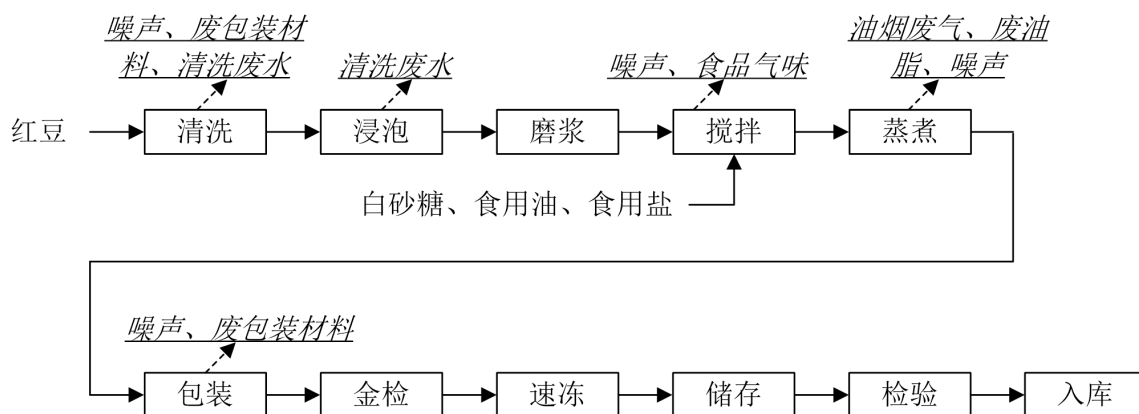 噪声、废包装材
料、清洗废水
清洗废水
噪声、食品气味
油烟废气、废油
脂、噪声
红豆
清洗
浸泡
磨浆
搅拌
蒸煮
白砂糖、食用油、食用盐
噪声、废包装材料
包装
金检
速冻
储存
检验
入库